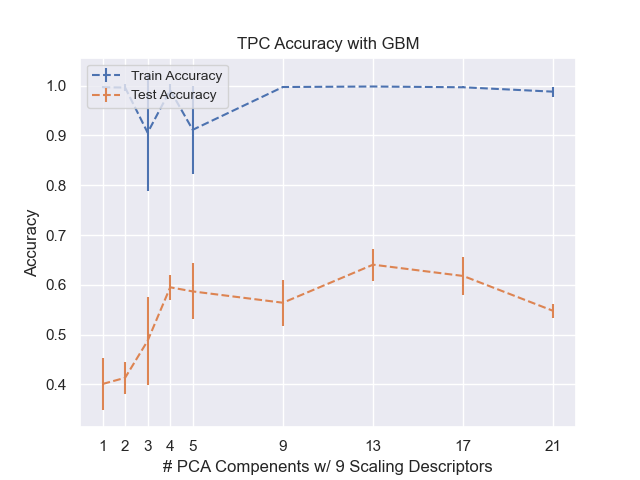 TPC Accuracy with GBM
Train Accuracy
Test Accuracy
1.0
0.9
0.8
0.7
0.6
0.5
0.4
Accuracy
1 2 3 4 5 9 13 17 21
# PCA Compenents w/ 9 Scaling Descriptors